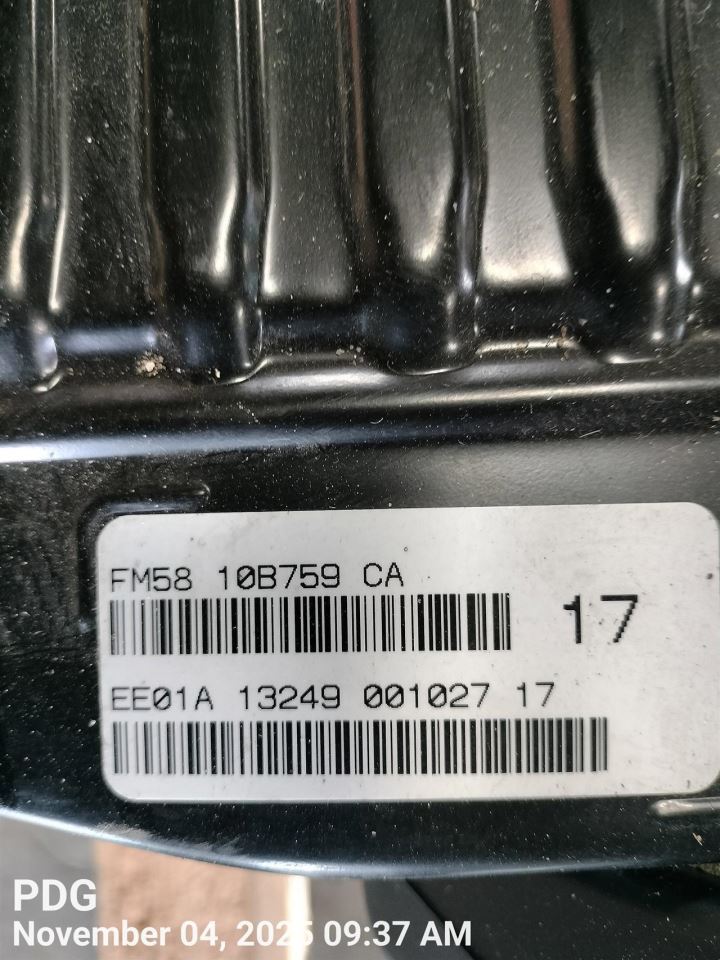 FM58 10B759 CA
17
EE01A 13249 001027 17
PDG
November 04, 2025 09:37 AM